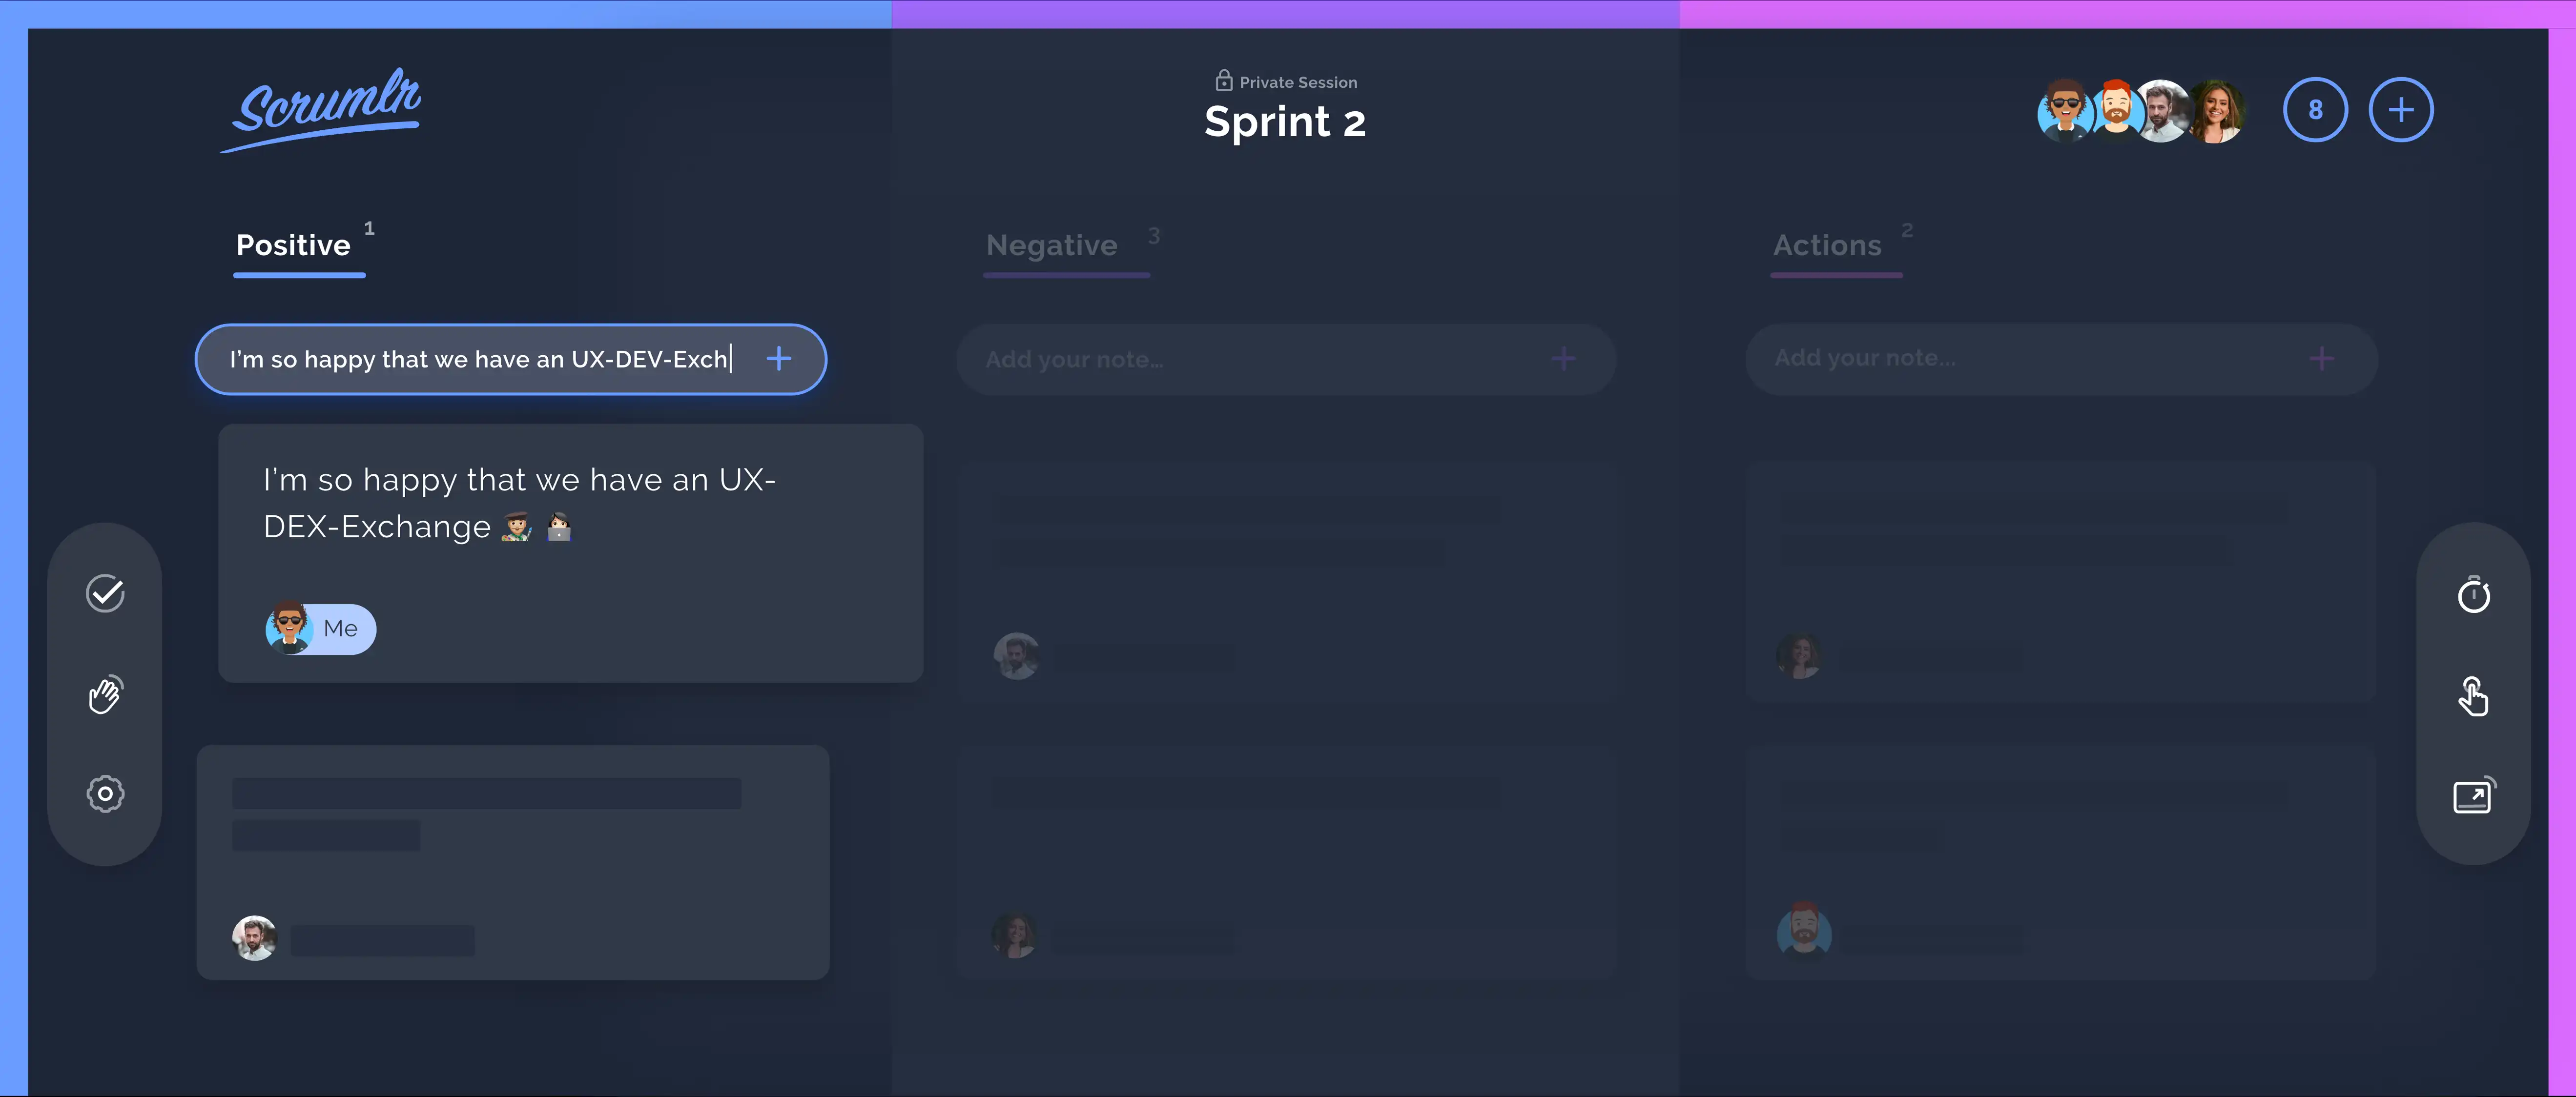 Scrumlr
Private Session
Sprint 2
8
Positive 1
Negative 3
Actions 2
I'm so happy that we have an UX-DEV-Exch
Add your note...
Add your note...
I'm so happy that we have an UX-
DEX-Exchange
Me